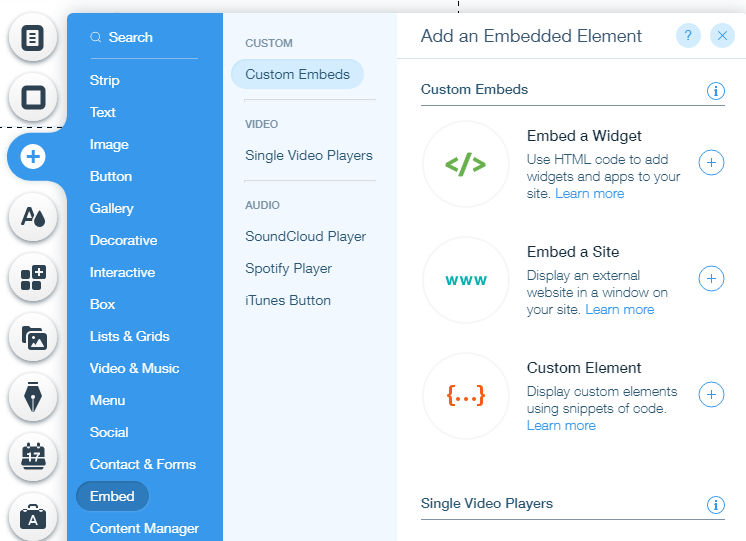 Search
Strip
Text
Image
Button
Gallery
Decorative
Interactive
Box
Lists & Grids
Video & Music
Menu
Social
Contact & Forms
Embed
Content Manager
17
A
A
CUSTOM
Custom Embeds
VIDEO
Single Video Players
AUDIO
SoundCloud Player
Spotify Player
iTunes Button
Add an Embedded Element
?
Custom Embeds
i
</>
Embed a Widget
Use HTML code to add
widgets and apps to your
site. Learn more
www
Embed a Site
Display an external
website in a window on
your site. Learn more
{...}
Custom Element
Display custom elements
using snippets of code.
Learn more
Single Video Players
i